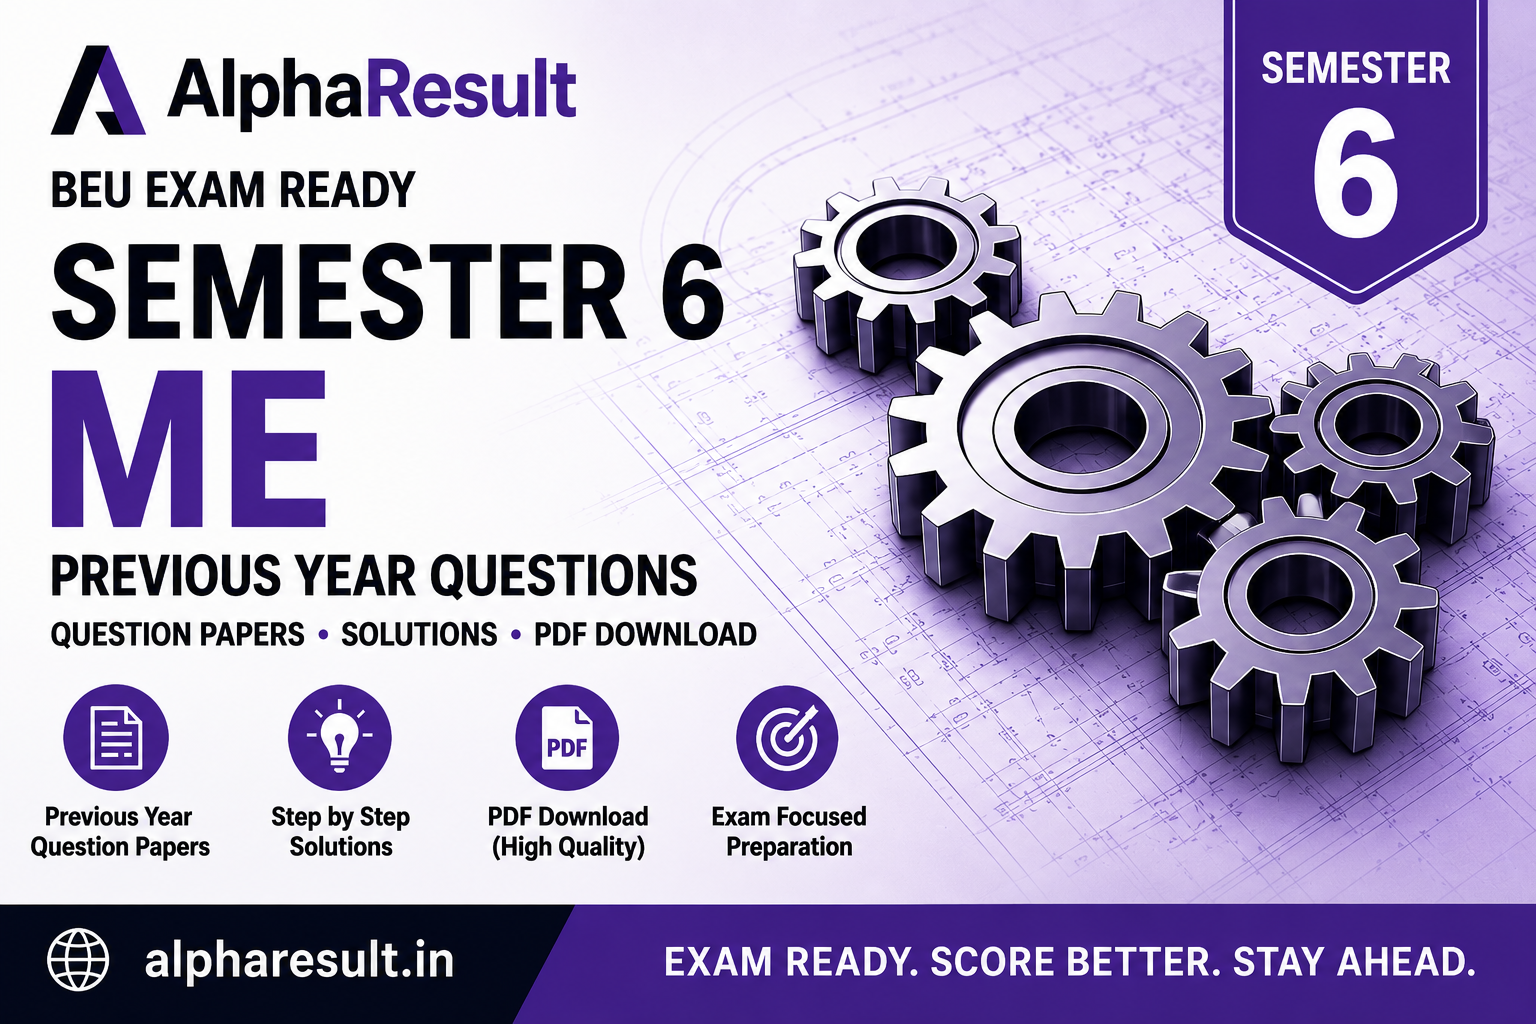 AlphaResult
BEU EXAM READY
SEMESTER 6
ME
PREVIOUS YEAR QUESTIONS
QUESTION PAPERS • SOLUTIONS • PDF DOWNLOAD
PDF
Previous Year
Question Papers
Step by Step
Solutions
PDF Download
(High Quality)
Exam Focused
Preparation
SEMESTER
6
alpharesult.in
EXAM READY. SCORE BETTER. STAY AHEAD.